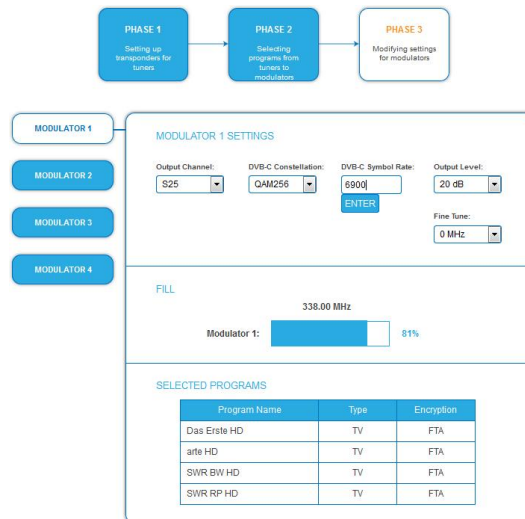 PHASE 1
Setting up
transponders for
tuners
PHASE 2
Selecting
programs from
tuners to
modulators
PHASE 3
Modifying settings
for modulators
MODULATOR 1
MODULATOR 2
MODULATOR 3
MODULATOR 4
MODULATOR 1 SETTINGS
Output Channel: DVB-C Constellation: DVB-C Symbol Rate: Output Level:
S25 QAM256 6900 20 dB
ENTER
Fine Tune:
0 MHz
FILL
338.00 MHz
Modulator 1: 81%
SELECTED PROGRAMS
Program Name Type Encryption
Das Erste HD TV FTA
arte HD TV FTA
SWR BW HD TV FTA
SWR RP HD TV FTA